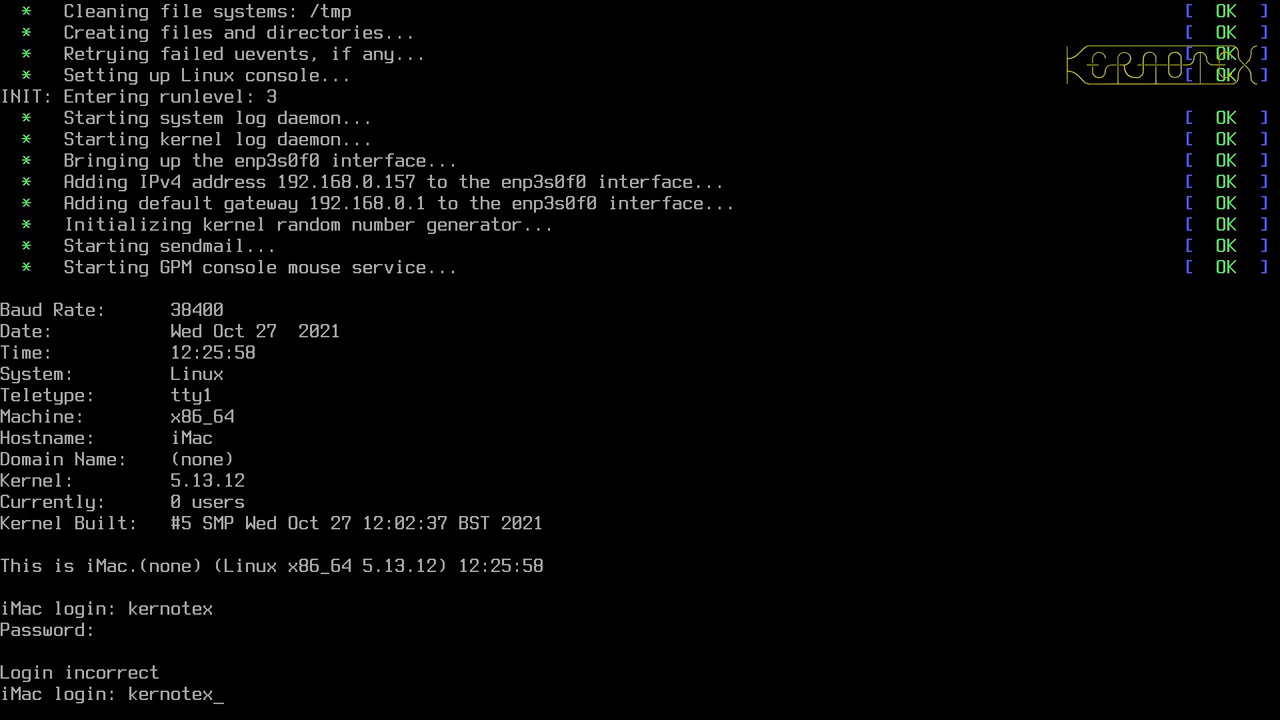 * Cleaning file systems: /tmp [ OK ]
* Creating files and directories... [ OK ]
* Retrying failed uevents, if any... [ OK ]
* Setting up Linux console... [ OK ]
KERNOTEX
INIT: Entering runlevel: 3
* Starting system log daemon... [ OK ]
* Starting kernel log daemon... [ OK ]
* Bringing up the enp3s0f0 interface... [ OK ]
* Adding IPv4 address 192.168.0.157 to the enp3s0f0 interface... [ OK ]
* Adding default gateway 192.168.0.1 to the enp3s0f0 interface... [ OK ]
* Initializing kernel random number generator... [ OK ]
* Starting sendmail... [ OK ]
* Starting GPM console mouse service... [ OK ]
Baud Rate: 38400
Date: Wed Oct 27  2021
Time: 12:25:58
System: Linux
Teletype: tty1
Machine: x86_64
Hostname: iMac
Domain Name: (none)
Kernel: 5.13.12
Currently: 0 users
Kernel Built: #5 SMP Wed Oct 27 12:02:37 BST 2021
This is iMac.(none) (Linux x86_64 5.13.12) 12:25:58
iMac login: kernotex
Password:
Login incorrect
iMac login: kernotex_